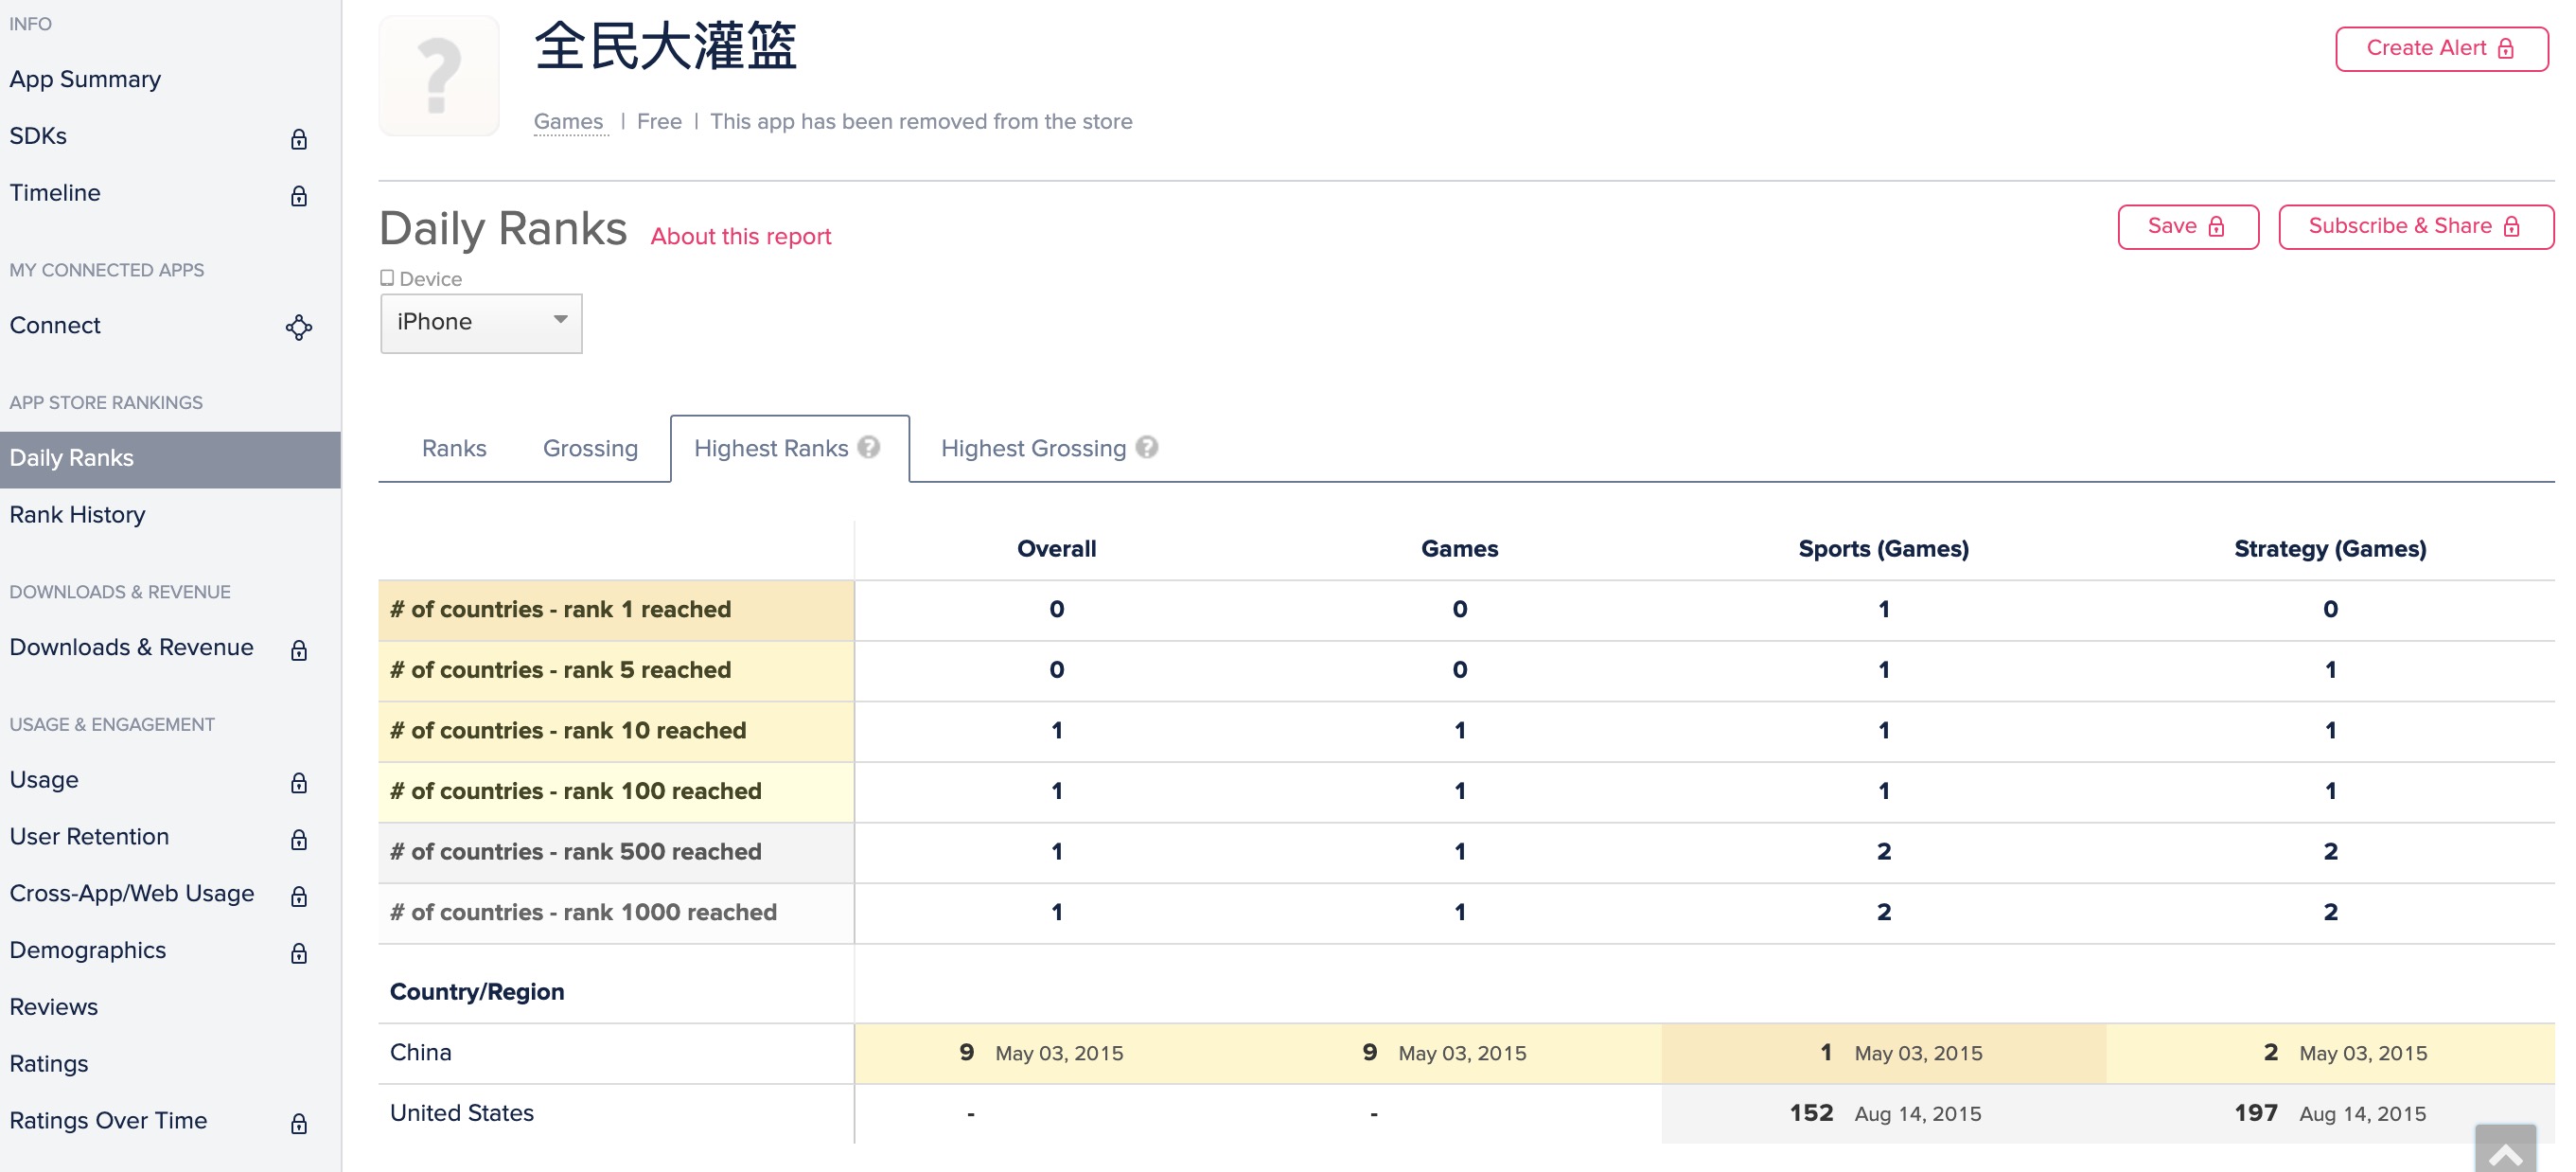 INFO
App Summary
SDKs
Timeline
MY CONNECTED APPS
Connect
APP STORE RANKINGS
Daily Ranks
Rank History
DOWNLOADS & REVENUE
Downloads & Revenue
USAGE & ENGAGEMENT
Usage
User Retention
Cross-App/Web Usage
Demographics
Reviews
Ratings
Ratings Over Time
全民大灌篮
Create Alert
Games | Free | This app has been removed from the store
Daily Ranks About this report
Save Subscribe & Share
Device
iPhone
Ranks Grossing Highest Ranks ? Highest Grossing ?
Overall Games Sports (Games) Strategy (Games)
# of countries - rank 1 reached 0 0 1 0
# of countries - rank 5 reached 0 0 1 1
# of countries - rank 10 reached 1 1 1 1
# of countries - rank 100 reached 1 1 1 1
# of countries - rank 500 reached 1 1 2 2
# of countries - rank 1000 reached 1 1 2 2
Country/Region
China 9 May 03, 2015 9 May 03, 2015 1 May 03, 2015 2 May 03, 2015
United States - - 152 Aug 14, 2015 197 Aug 14, 2015